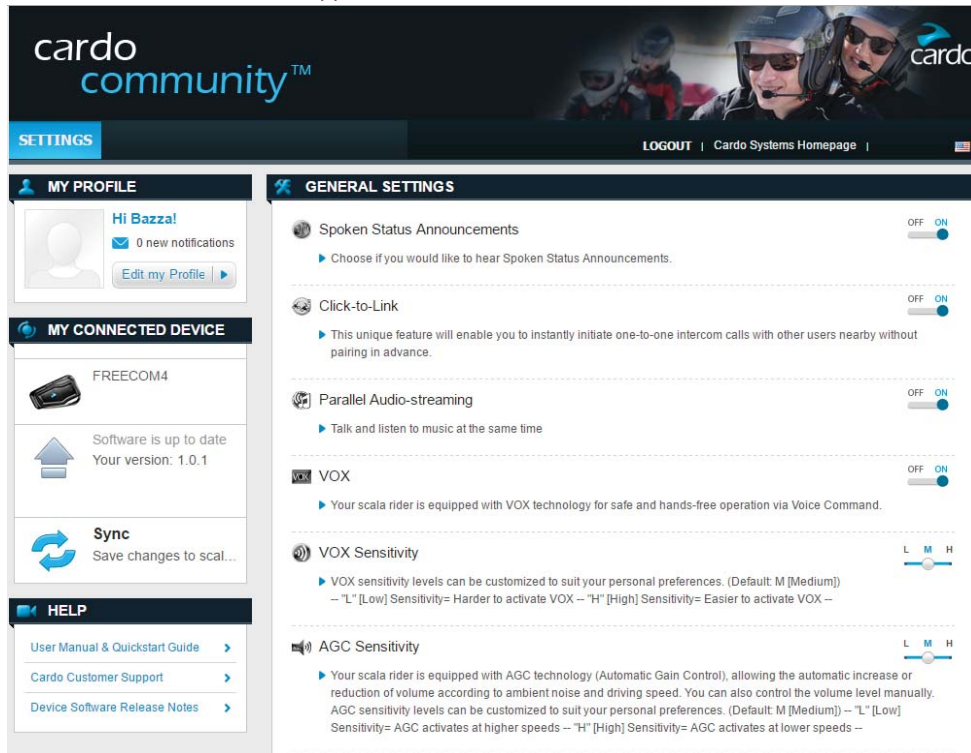 cardo
community™
cardo
SETTINGS
LOGOUT | Cardo Systems Homepage |
MY PROFILE
Hi Bazza!
0 new notifications
Edit my Profile
MY CONNECTED DEVICE
FREECOM4
Software is up to date
Your version: 1.0.1
Sync
Save changes to scal...
HELP
User Manual & Quickstart Guide
Cardo Customer Support
Device Software Release Notes
GENERAL SETTINGS
Spoken Status Announcements
OFF ON
Choose if you would like to hear Spoken Status Announcements.
Click-to-Link
OFF ON
This unique feature will enable you to instantly initiate one-to-one intercom calls with other users nearby without
pairing in advance.
Parallel Audio-streaming
OFF ON
Talk and listen to music at the same time
VOX VOX
OFF ON
Your scala rider is equipped with VOX technology for safe and hands-free operation via Voice Command.
VOX Sensitivity
L M H
VOX sensitivity levels can be customized to suit your personal preferences. (Default: M [Medium])
-- "L" [Low] Sensitivity= Harder to activate VOX -- "H" [High] Sensitivity= Easier to activate VOX --
AGC Sensitivity
L M H
Your scala rider is equipped with AGC technology (Automatic Gain Control), allowing the automatic increase or
reduction of volume according to ambient noise and driving speed. You can also control the volume level manually.
AGC sensitivity levels can be customized to suit your personal preferences. (Default: M [Medium]) -- "L" [Low]
Sensitivity= AGC activates at higher speeds -- "H" [High] Sensitivity= AGC activates at lower speeds --